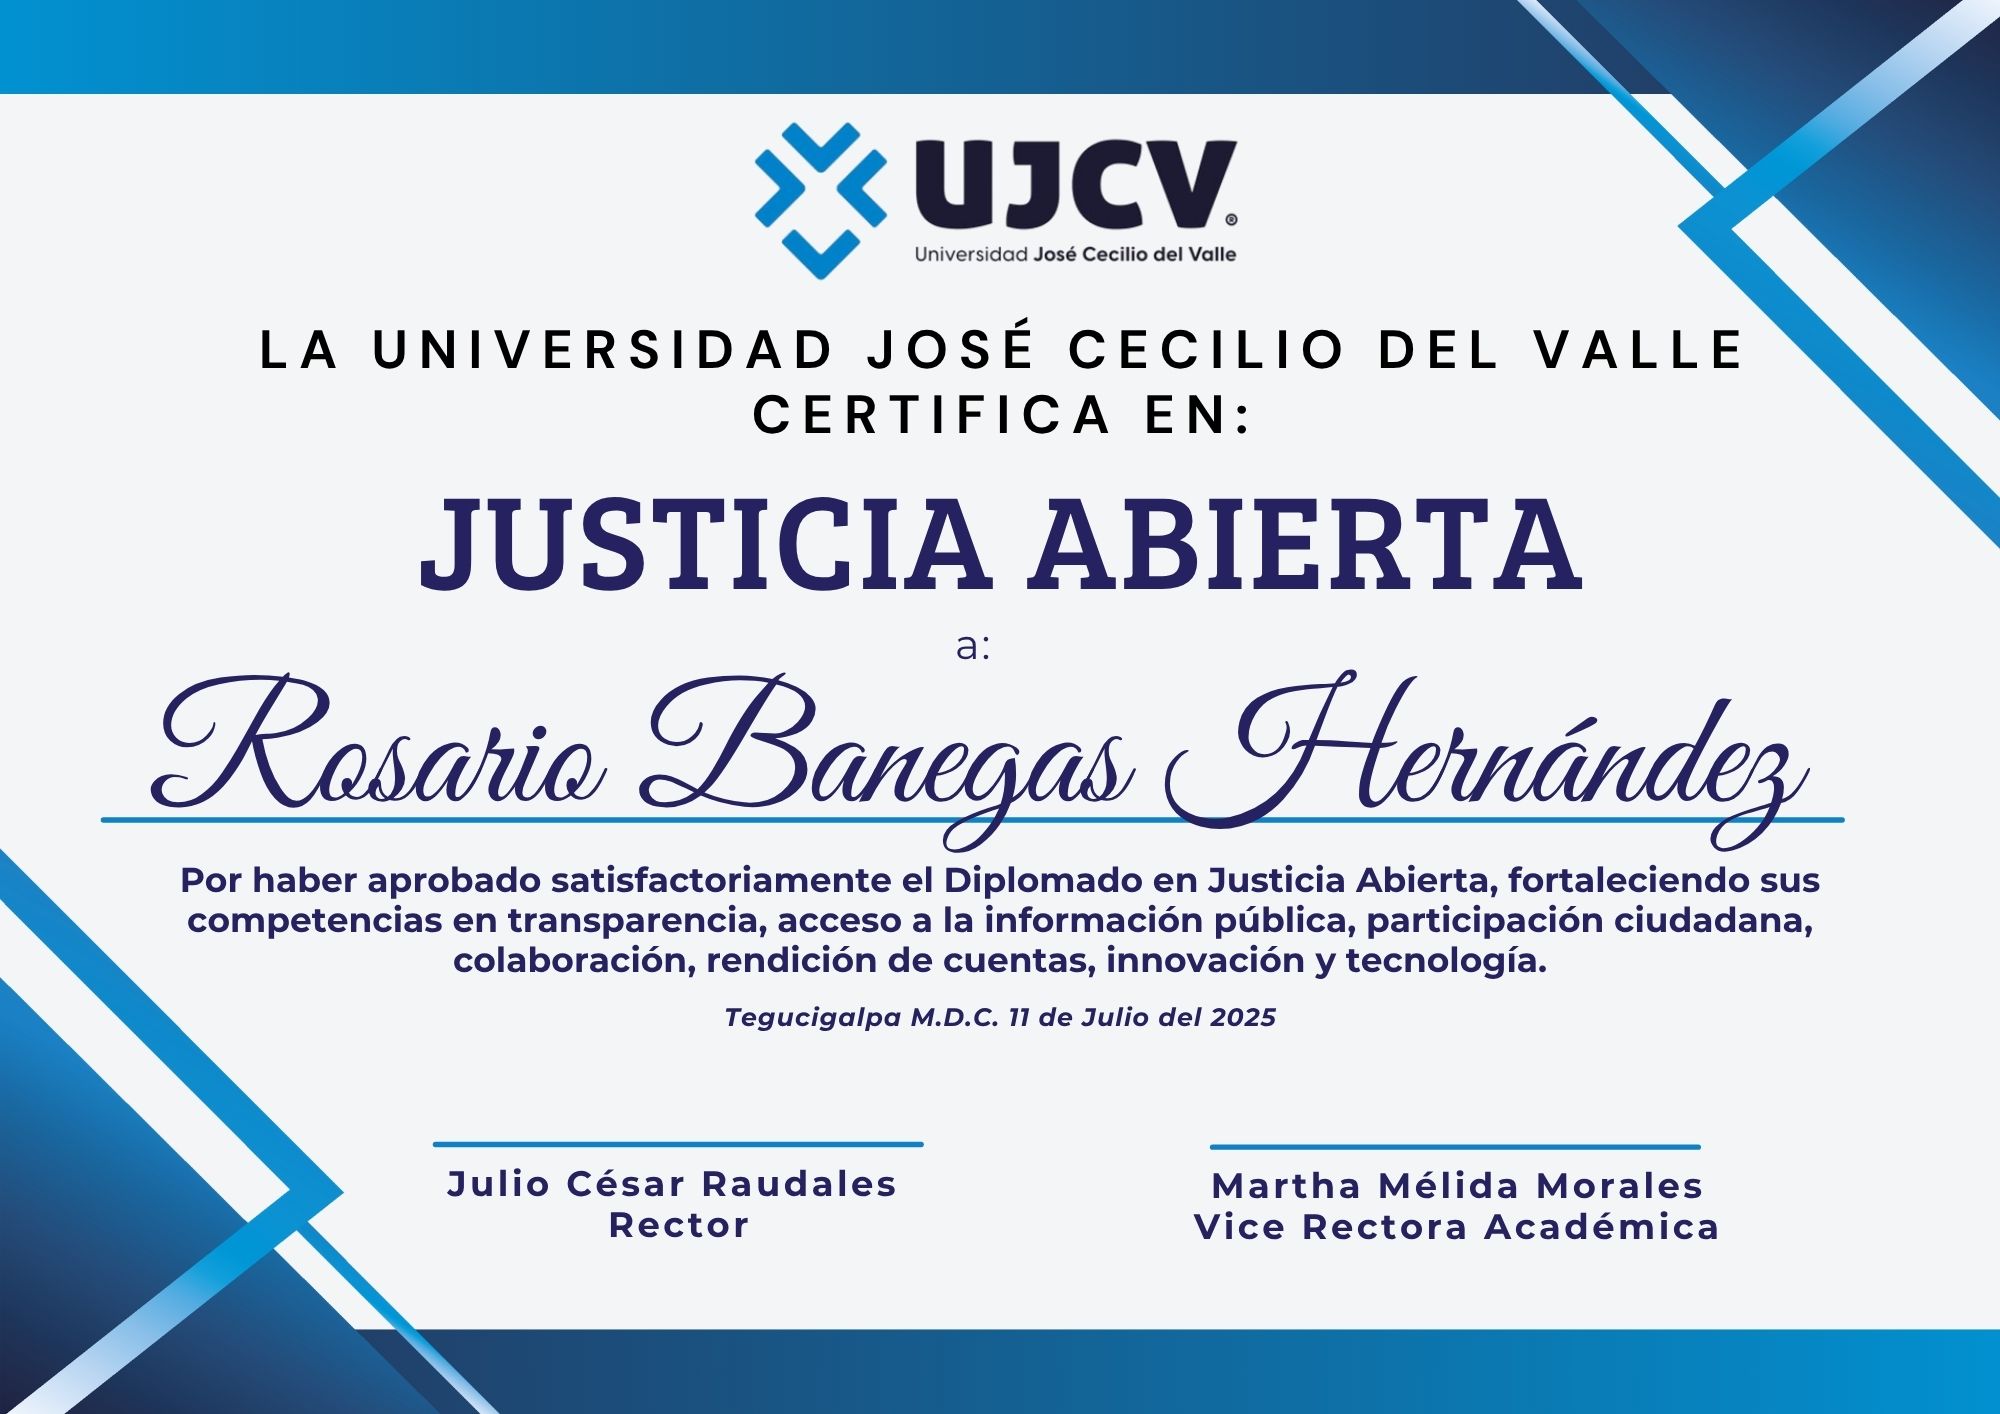 UJCV®
Universidad José Cecilio del Valle
LA UNIVERSIDAD JOSÉ CECILIO DEL VALLE
CERTIFICA EN:
JUSTICIA ABIERTA
a:
Rosario Banegas Hernández
Por haber aprobado satisfactoriamente el Diplomado en Justicia Abierta, fortaleciendo sus
competencias en transparencia, acceso a la información pública, participación ciudadana,
colaboración, rendición de cuentas, innovación y tecnología.
Tegucigalpa M.D.C. 11 de Julio del 2025
Julio César Raudales
Rector
Martha Mélida Morales
Vice Rectora Académica